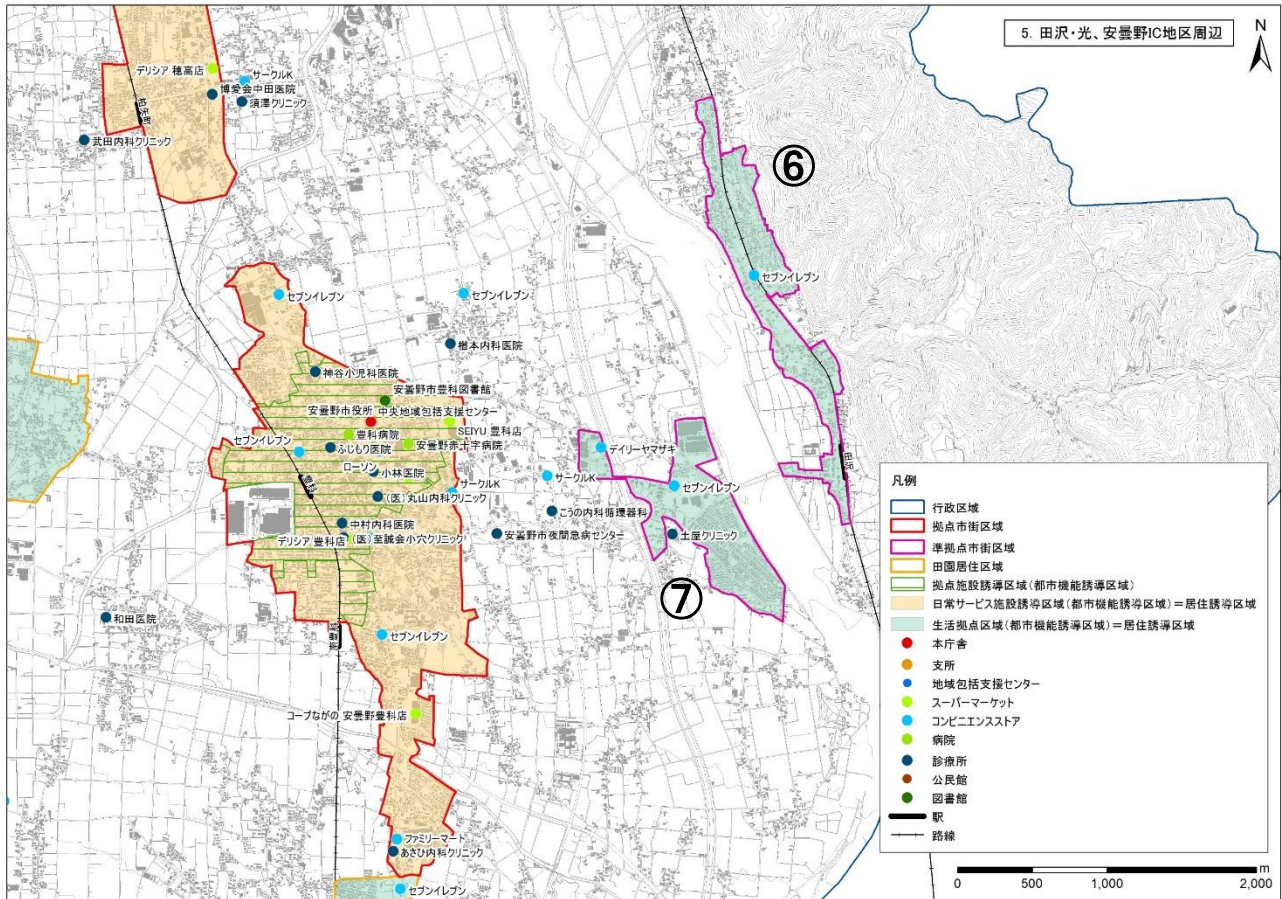 5. 田沢・光、安曇野IC地区周辺
N
デリシア 穂高店
サークルK
博愛会中田医院
須澤クリニック
柏矢町
武田内科クリニック
⑥
セブンイレブン
セブンイレブン
セブンイレブン
楢本内科医院
神谷小児科医院
安曇野市豊科図書館
安曇野市役所
中央地域包括支援センター
SEIYU 豊科店
豊科病院
安曇野赤十字病院
セブンイレブン
ふじもり医院
ローソン
小林医院
サークルK
豊科
(医)丸山内科クリニック
中村内科医院
デリシア 豊科店
(医)至誠会小穴クリニック
デイリーヤマザキ
サークルK
セブンイレブン
こうの内科循環器科
安曇野市夜間急病センター
土屋クリニック
田沢
⑦
和田医院
南豊科
セブンイレブン
コープながの 安曇野豊科店
ファミリーマート
あさひ内科クリニック
セブンイレブン
凡例
行政区域
拠点市街区域
準拠点市街区域
田園居住区域
拠点施設誘導区域(都市機能誘導区域)
日常サービス施設誘導区域(都市機能誘導区域)=居住誘導区域
生活拠点区域(都市機能誘導区域)=居住誘導区域
本庁舎
支所
地域包括支援センター
スーパーマーケット
コンビニエンスストア
病院
診療所
公民館
図書館
駅
路線
m
0 500 1,000 2,000